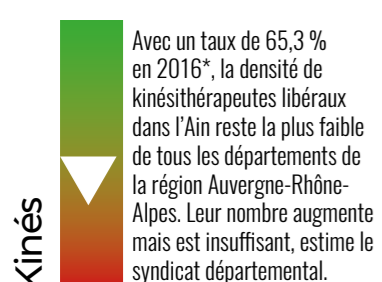 Kinés
Avec un taux de 65,3 %
en 2016*, la densité de
kinésithérapeutes libéraux
dans l'Ain reste la plus faible
de tous les départements de
la région Auvergne-Rhône-
Alpes. Leur nombre augmente
mais est insuffisant, estime le
syndicat départemental.